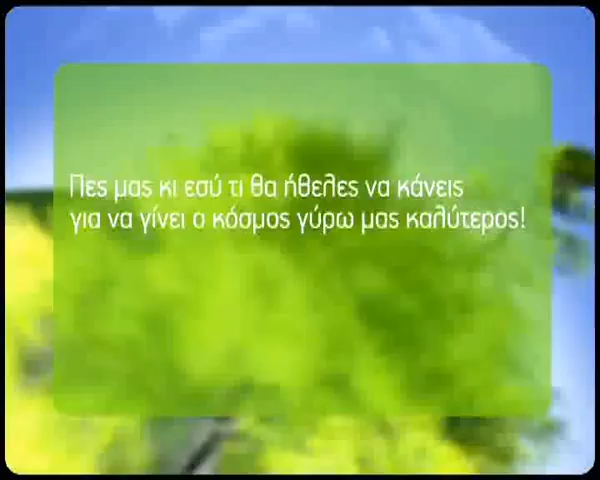 Πες μας κι εσύ τι θα ήθελες να κάνεις
για να γίνει ο κόσμος γύρω μας καλύτερος!